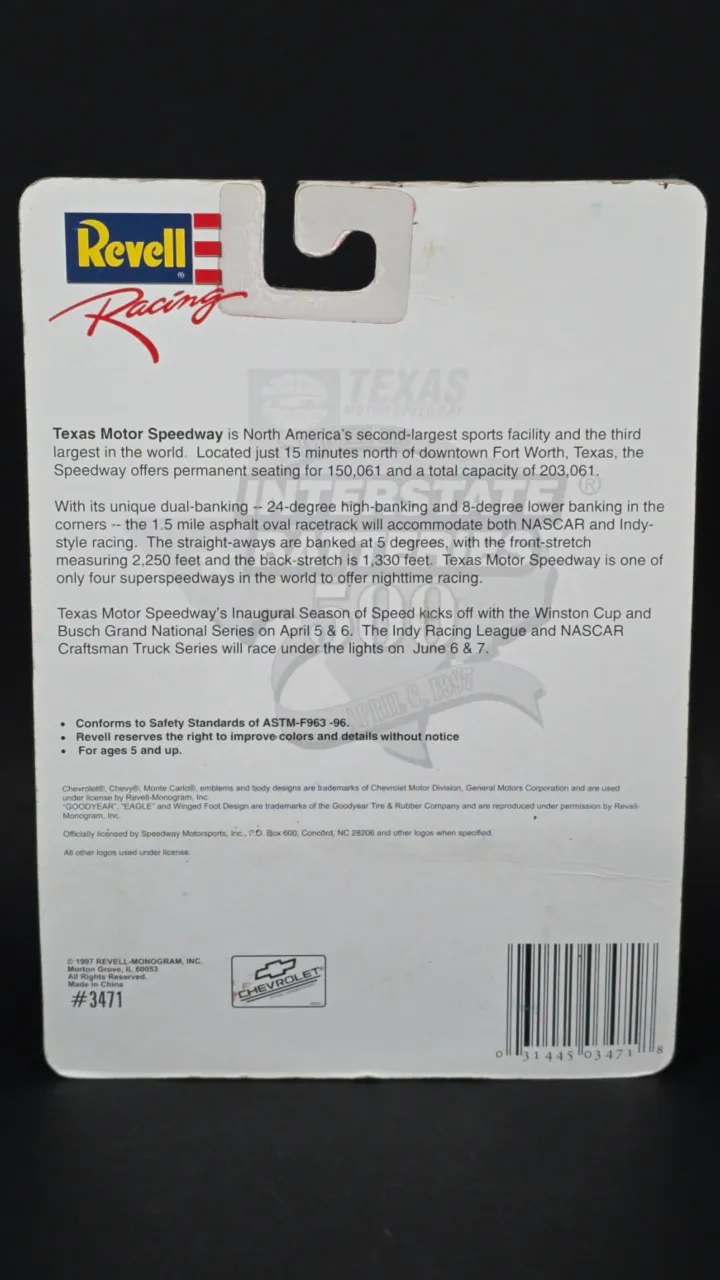 Revell®
Racing
TEXAS
MOTOR SPEEDWAY
Texas Motor Speedway is North America's second-largest sports facility and the third
largest in the world. Located just 15 minutes north of downtown Fort Worth, Texas, the
Speedway offers permanent seating for 150,061 and a total capacity of 203,061.
INTERSTATE ®
BATTERIES
500
APRIL 6, 1997
With its unique dual-banking -- 24-degree high-banking and 8-degree lower banking in the
corners -- the 1.5 mile asphalt oval racetrack will accommodate both NASCAR and Indy-
style racing. The straight-aways are banked at 5 degrees, with the front-stretch
measuring 2,250 feet and the back-stretch is 1,330 feet. Texas Motor Speedway is one of
only four superspeedways in the world to offer nighttime racing.
Texas Motor Speedway's Inaugural Season of Speed kicks off with the Winston Cup and
Busch Grand National Series on April 5 & 6. The Indy Racing League and NASCAR
Craftsman Truck Series will race under the lights on June 6 & 7.
• Conforms to Safety Standards of ASTM-F963 -96.
• Revell reserves the right to improve colors and details without notice
• For ages 5 and up.
Chevrolet®, Chevy®, Monte Carlo®, emblems and body designs are trademarks of Chevrolet Motor Division, General Motors Corporation and are used
under license by Revell-Monogram, Inc.
"GOODYEAR", "EAGLE" and Winged Foot Design are trademarks of the Goodyear Tire & Rubber Company and are reproduced under permission by Revell-
Monogram, Inc.
Officially licensed by Speedway Motorsports, Inc., P.O. Box 600, Concord, NC 28206 and other logos when specified.
All other logos used under license.
© 1997 REVELL-MONOGRAM, INC.
Morton Grove, IL 60053
All Rights Reserved.
Made in China
#3471
CHEVROLET®
0 31445 03471 8